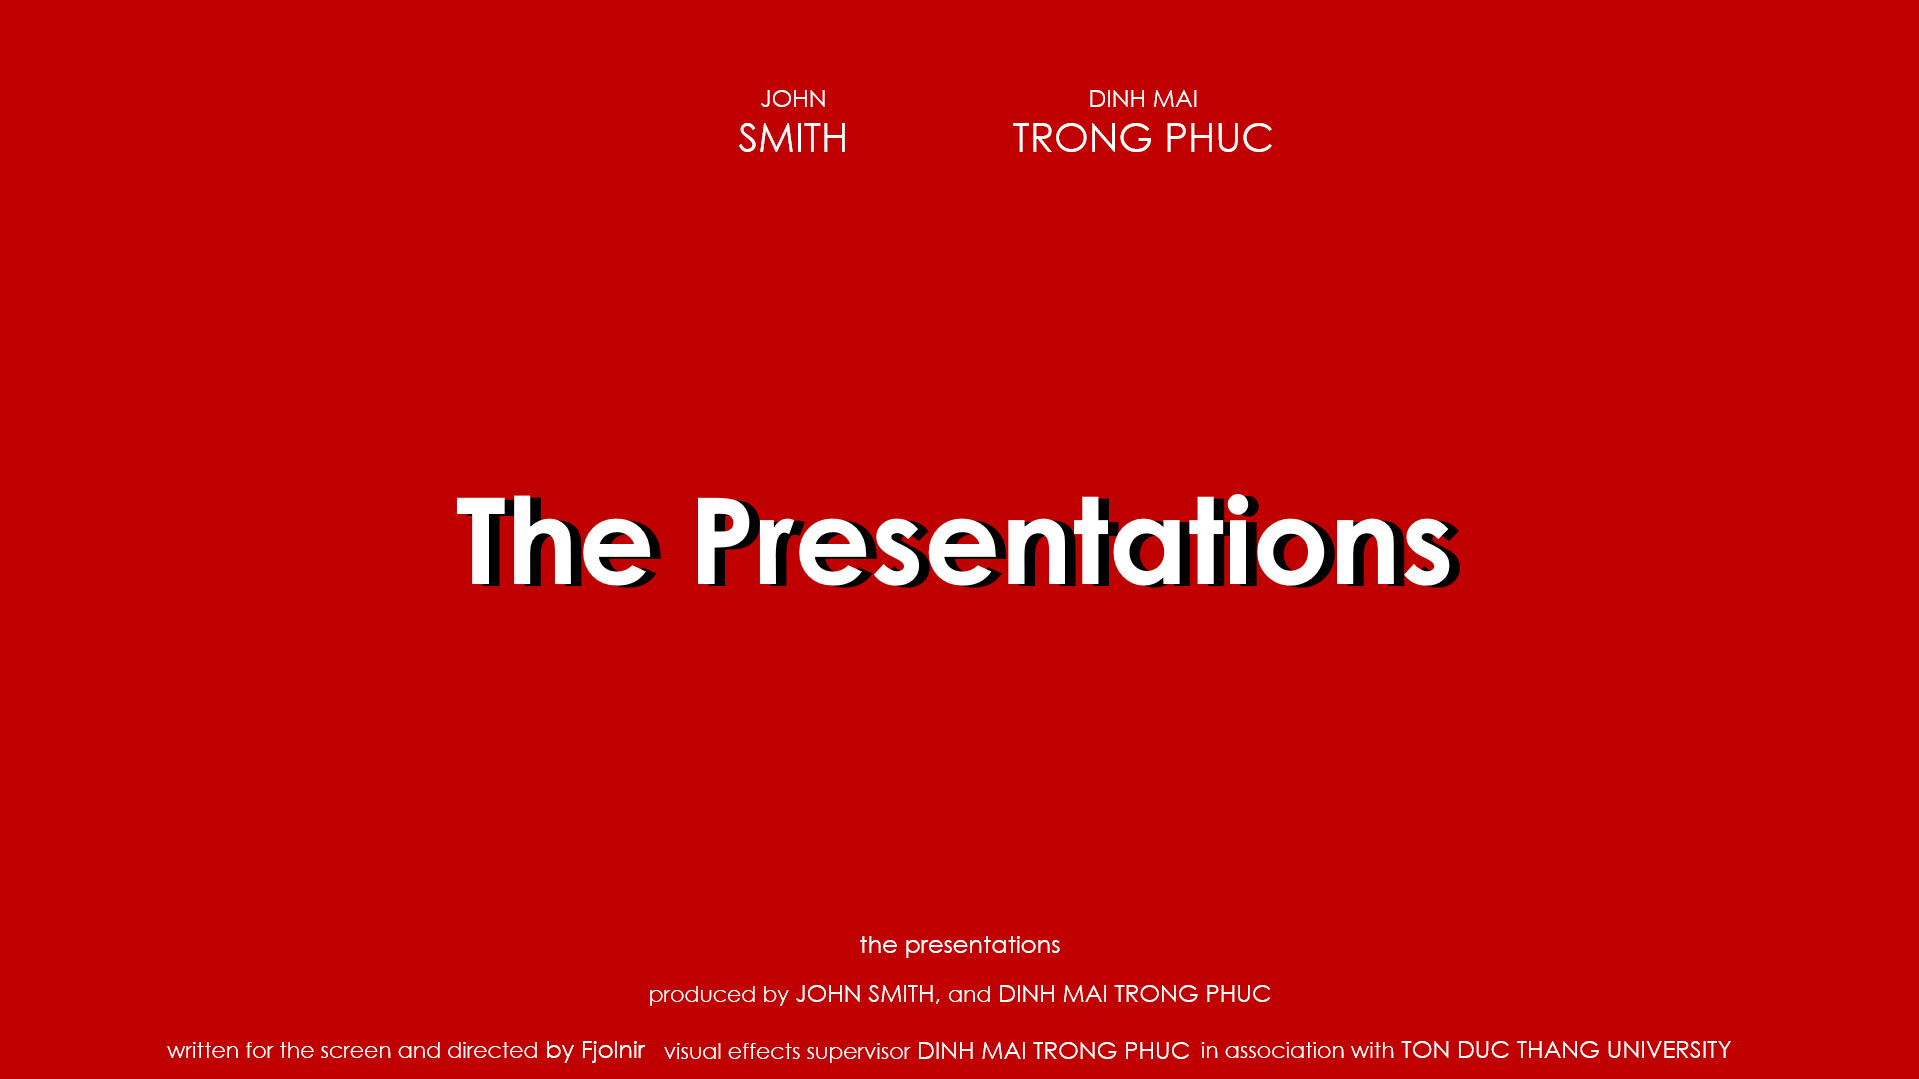 JOHN
SMITH
DINH MAI
TRONG PHUC
The Presentations
the presentations
produced by JOHN SMITH, and DINH MAI TRONG PHUC
written for the screen and directed by Fjolnir visual effects supervisor DINH MAI TRONG PHUC in association with TON DUC THANG UNIVERSITY